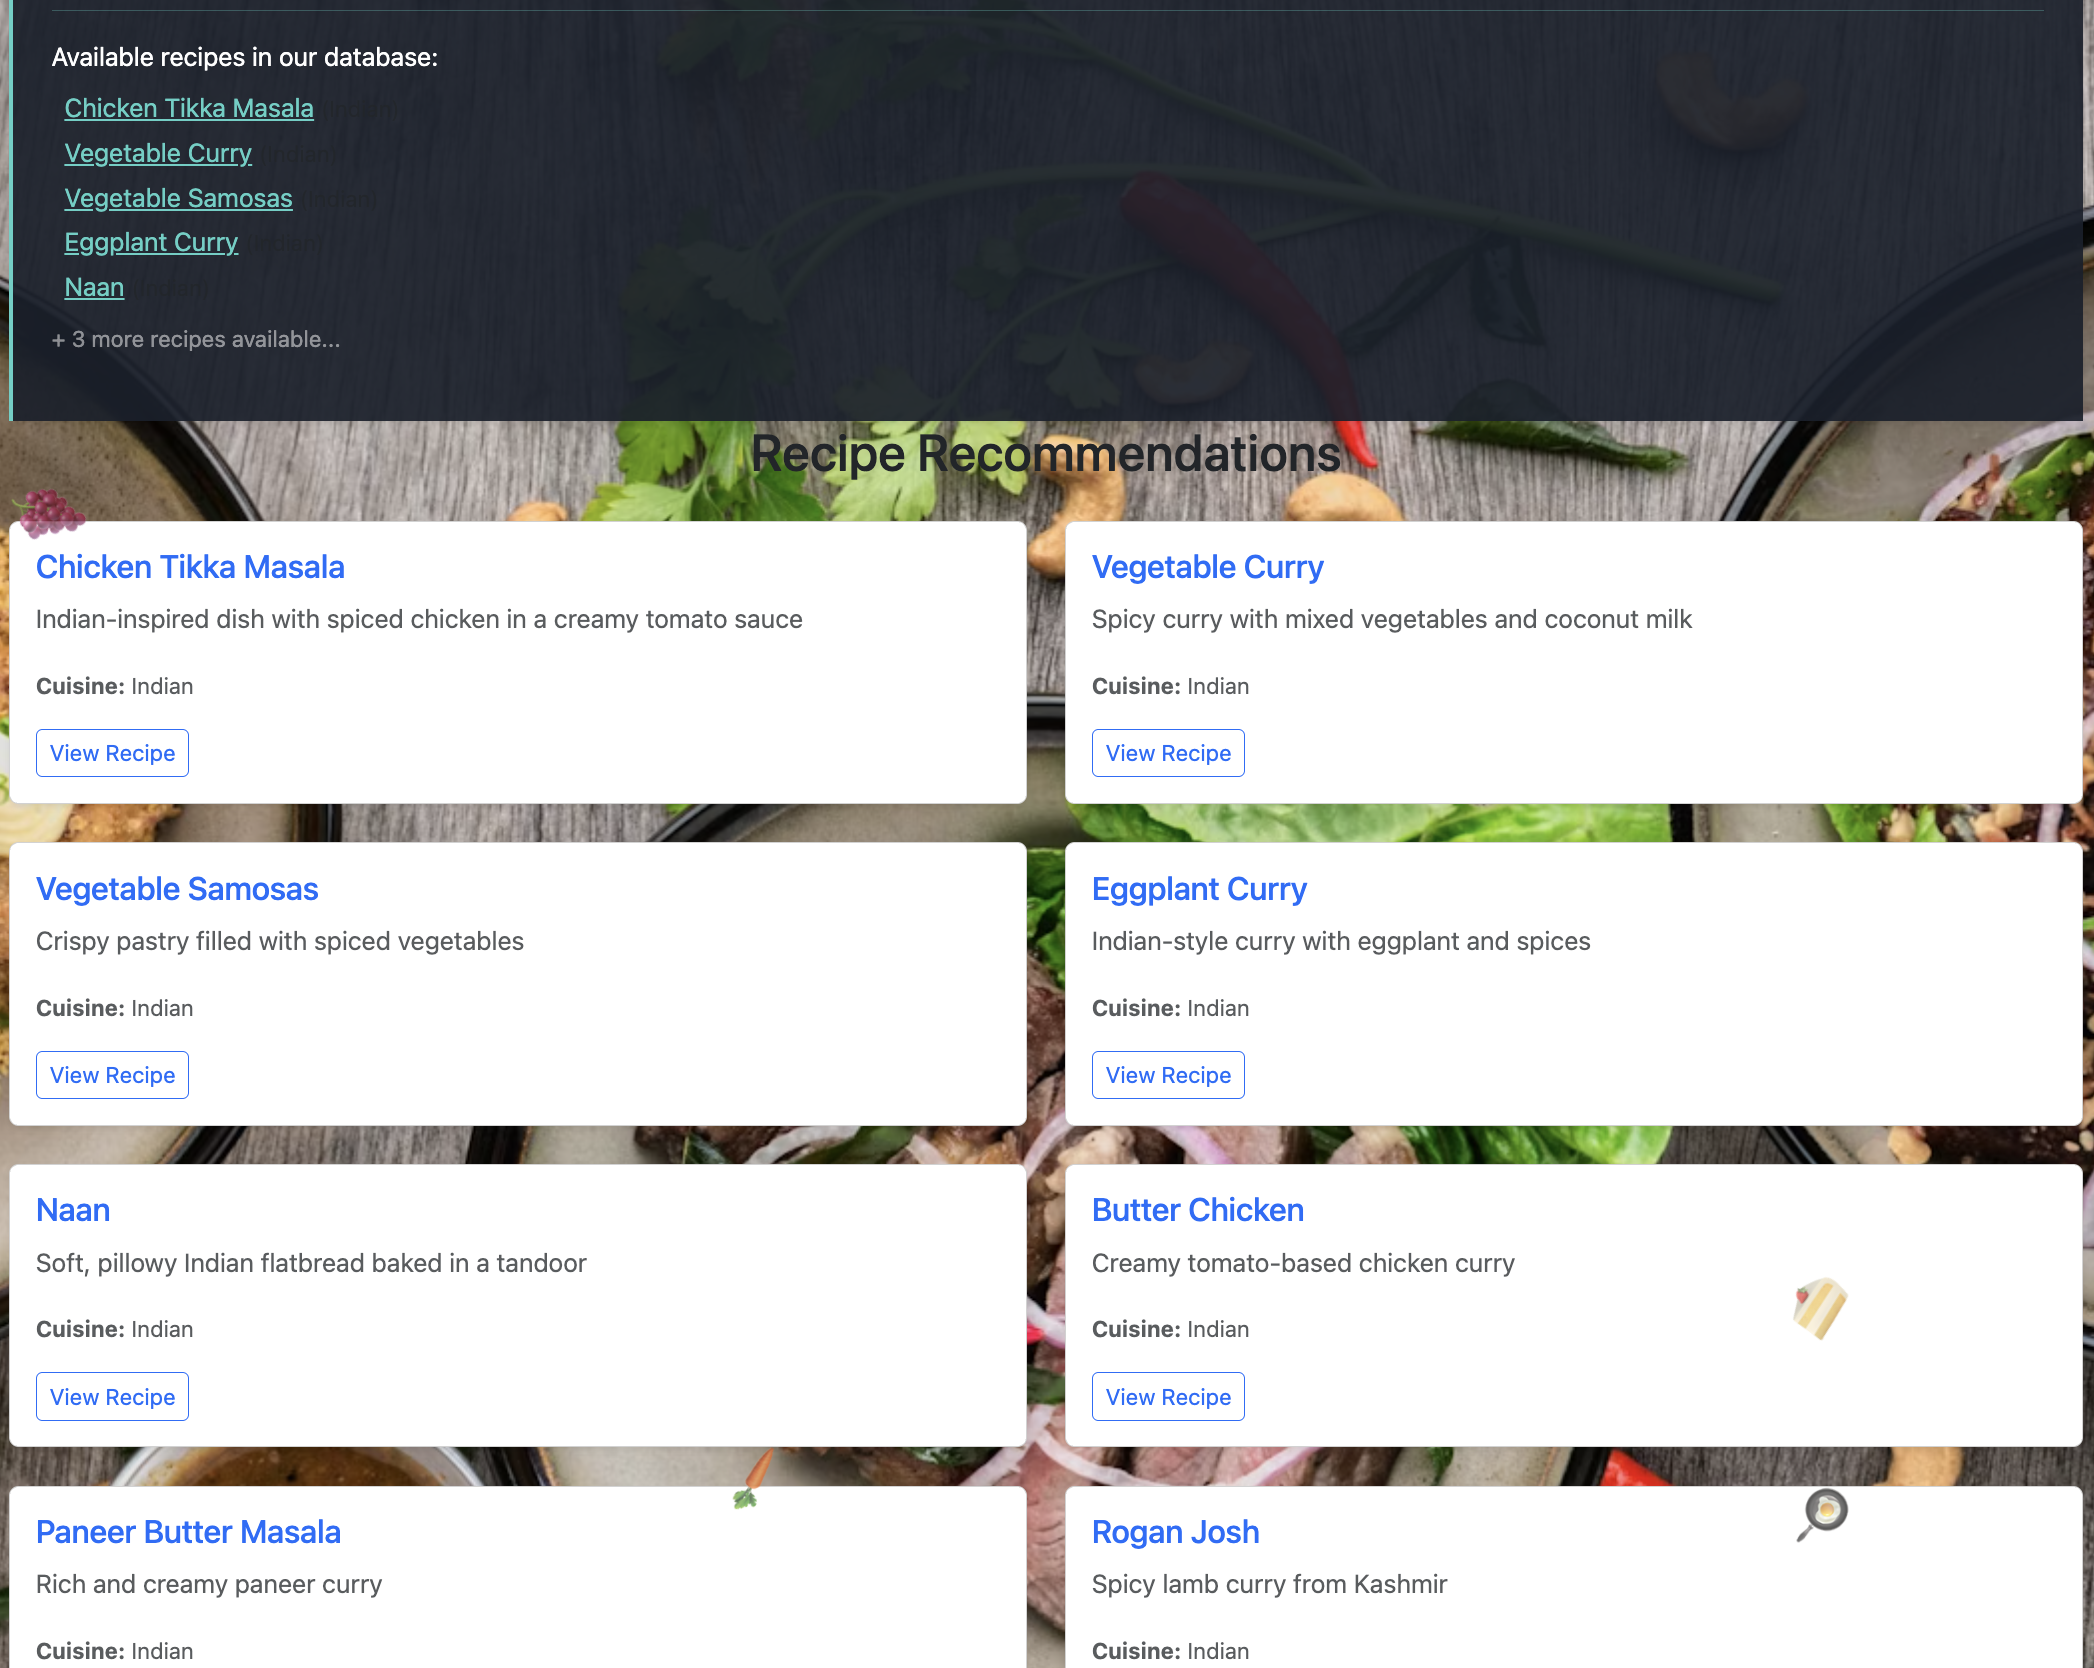 Available recipes in our database:
Chicken Tikka Masala (Indian)
Vegetable Curry (Indian)
Vegetable Samosas (Indian)
Eggplant Curry (Indian)
Naan (Indian)
+ 3 more recipes available...
Recipe Recommendations
Chicken Tikka Masala
Indian-inspired dish with spiced chicken in a creamy tomato sauce
Cuisine: Indian
View Recipe
Vegetable Curry
Spicy curry with mixed vegetables and coconut milk
Cuisine: Indian
View Recipe
Vegetable Samosas
Crispy pastry filled with spiced vegetables
Cuisine: Indian
View Recipe
Eggplant Curry
Indian-style curry with eggplant and spices
Cuisine: Indian
View Recipe
Naan
Soft, pillowy Indian flatbread baked in a tandoor
Cuisine: Indian
View Recipe
Butter Chicken
Creamy tomato-based chicken curry
Cuisine: Indian
View Recipe
Paneer Butter Masala
Rich and creamy paneer curry
Cuisine: Indian
Rogan Josh
Spicy lamb curry from Kashmir
Cuisine: Indian